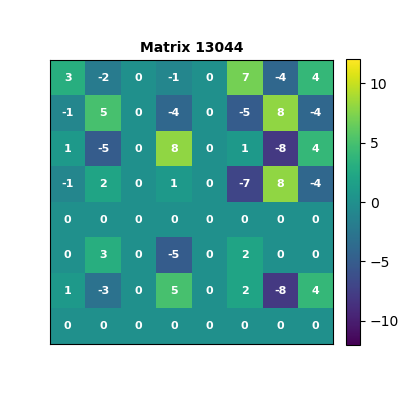 Matrix 13044
3 -2 0 -1 0 7 -4 4
-1 5 0 -4 0 -5 8 -4
1 -5 0 8 0 1 -8 4
-1 2 0 1 0 -7 8 -4
0 0 0 0 0 0 0 0
0 3 0 -5 0 2 0 0
1 -3 0 5 0 2 -8 4
0 0 0 0 0 0 0 0
10
5
0
−5
−10